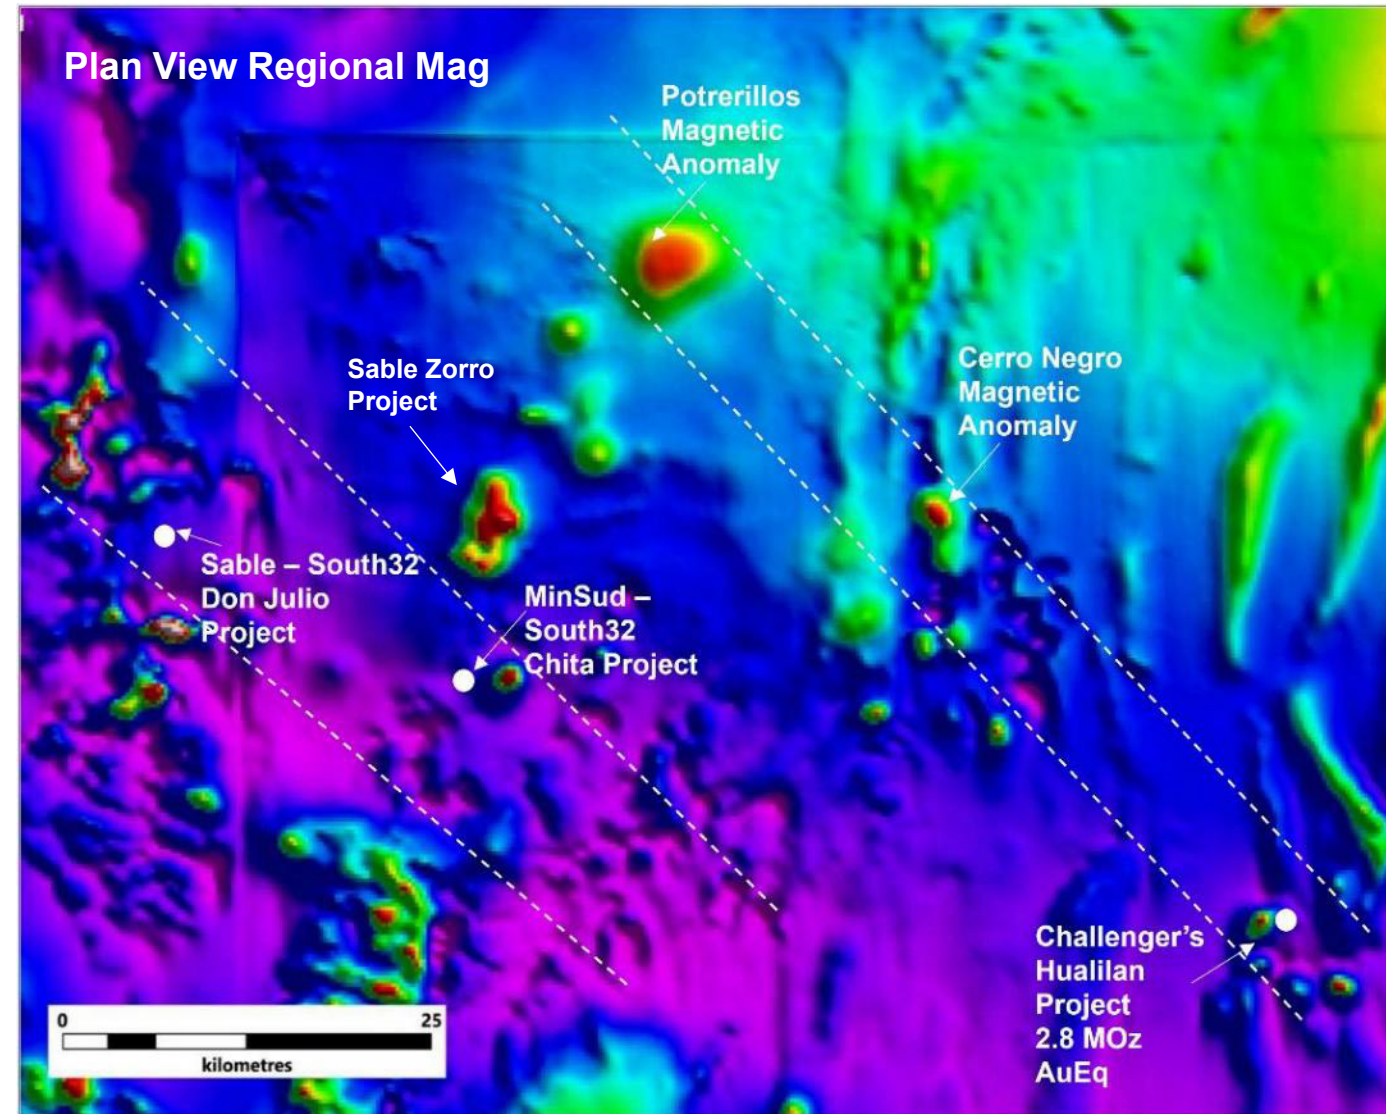 Plan View Regional Mag
Potrerillos
Magnetic
Anomaly
Cerro Negro
Magnetic
Anomaly
Sable Zorro
Project
Sable – South32
Don Julio
Project
MinSud –
South32
Chita Project
Challenger's
Hualilan
Project
2.8 MOz
AuEq
0 25
kilometres